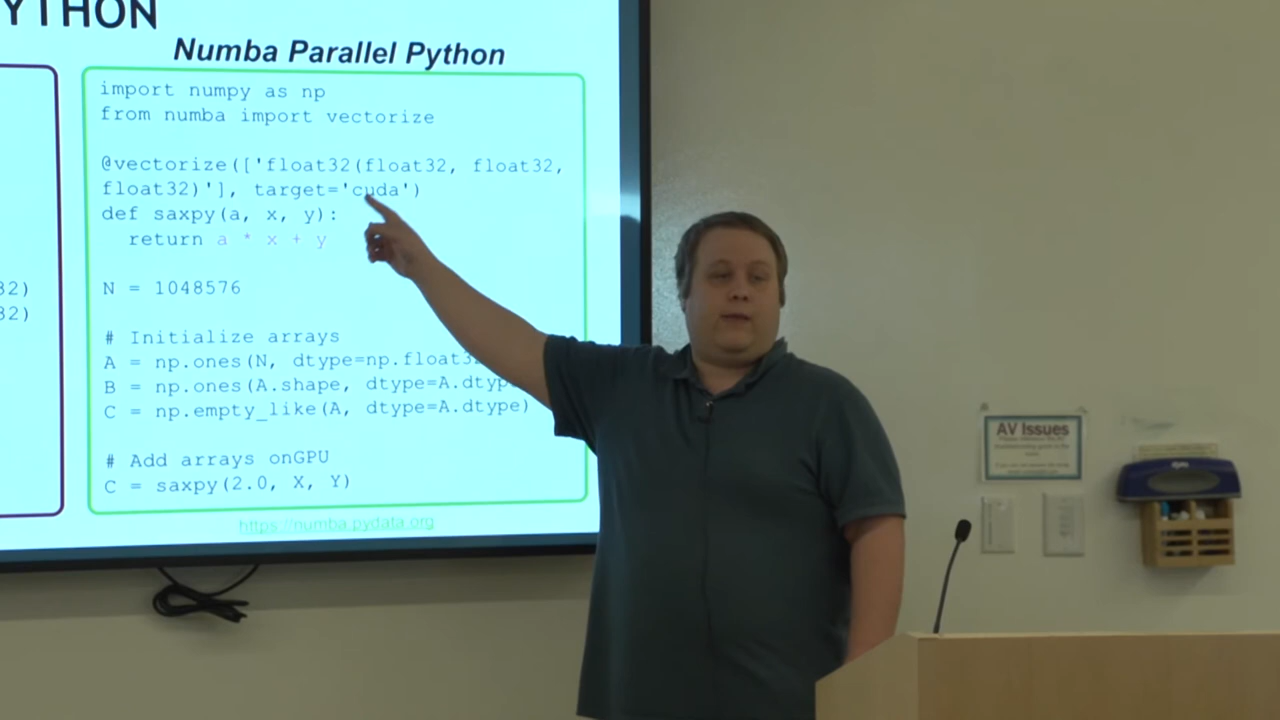 YTHON
Numba Parallel Python
import numpy as np
from numba import vectorize
@vectorize(['float32(float32, float32,
float32)'], target='cuda')
def saxpy(a, x, y):
return a * x + y
32)
32)
N = 1048576
# Initialize arrays
A = np.ones(N, dtype=np.float32
B = np.ones(A.shape, dtype=A.dtyp
C = np.empty_like(A, dtype=A.dtype)
# Add arrays onGPU
C = saxpy(2.0, X, Y)
https://numba.pydata.org
AV Issues